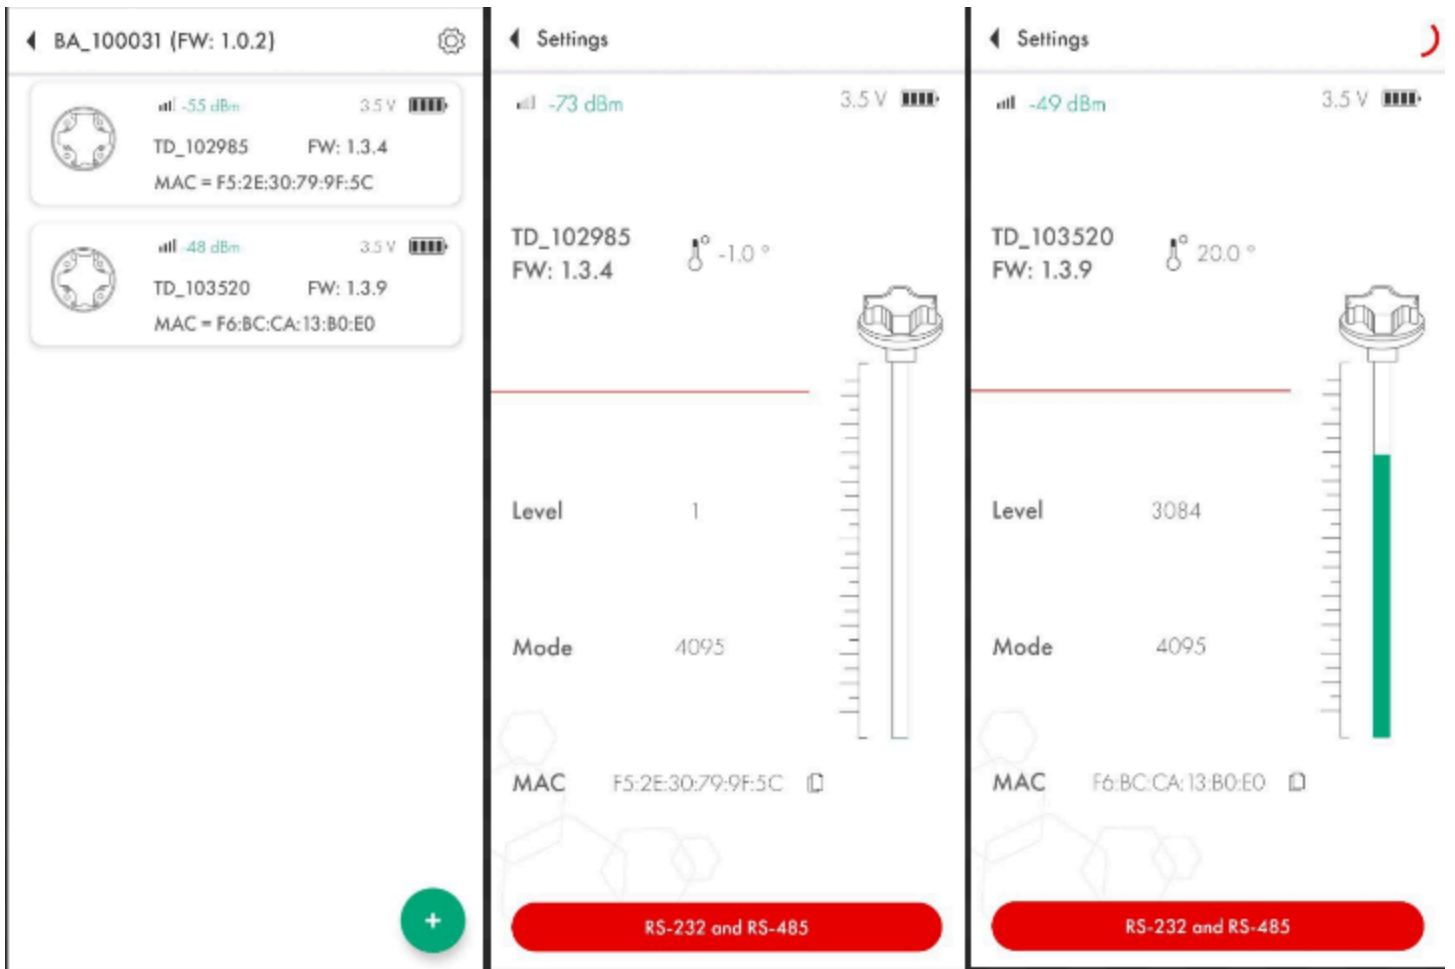 BA_100031 (FW: 1.0.2)
-55 dBm 3.5 V
TD_102985 FW: 1.3.4
MAC = F5:2E:30:79:9F:5C
-48 dBm 3.5 V
TD_103520 FW: 1.3.9
MAC = F6:BC:CA:13:B0:E0
+
Settings
-73 dBm 3.5 V
TD_102985
FW: 1.3.4
-1.0 °
Level 1
Mode 4095
MAC F5:2E:30:79:9F:5C
RS-232 and RS-485
Settings
-49 dBm 3.5 V
TD_103520
FW: 1.3.9
20.0 °
Level 3084
Mode 4095
MAC F6:BC:CA:13:B0:E0
RS-232 and RS-485